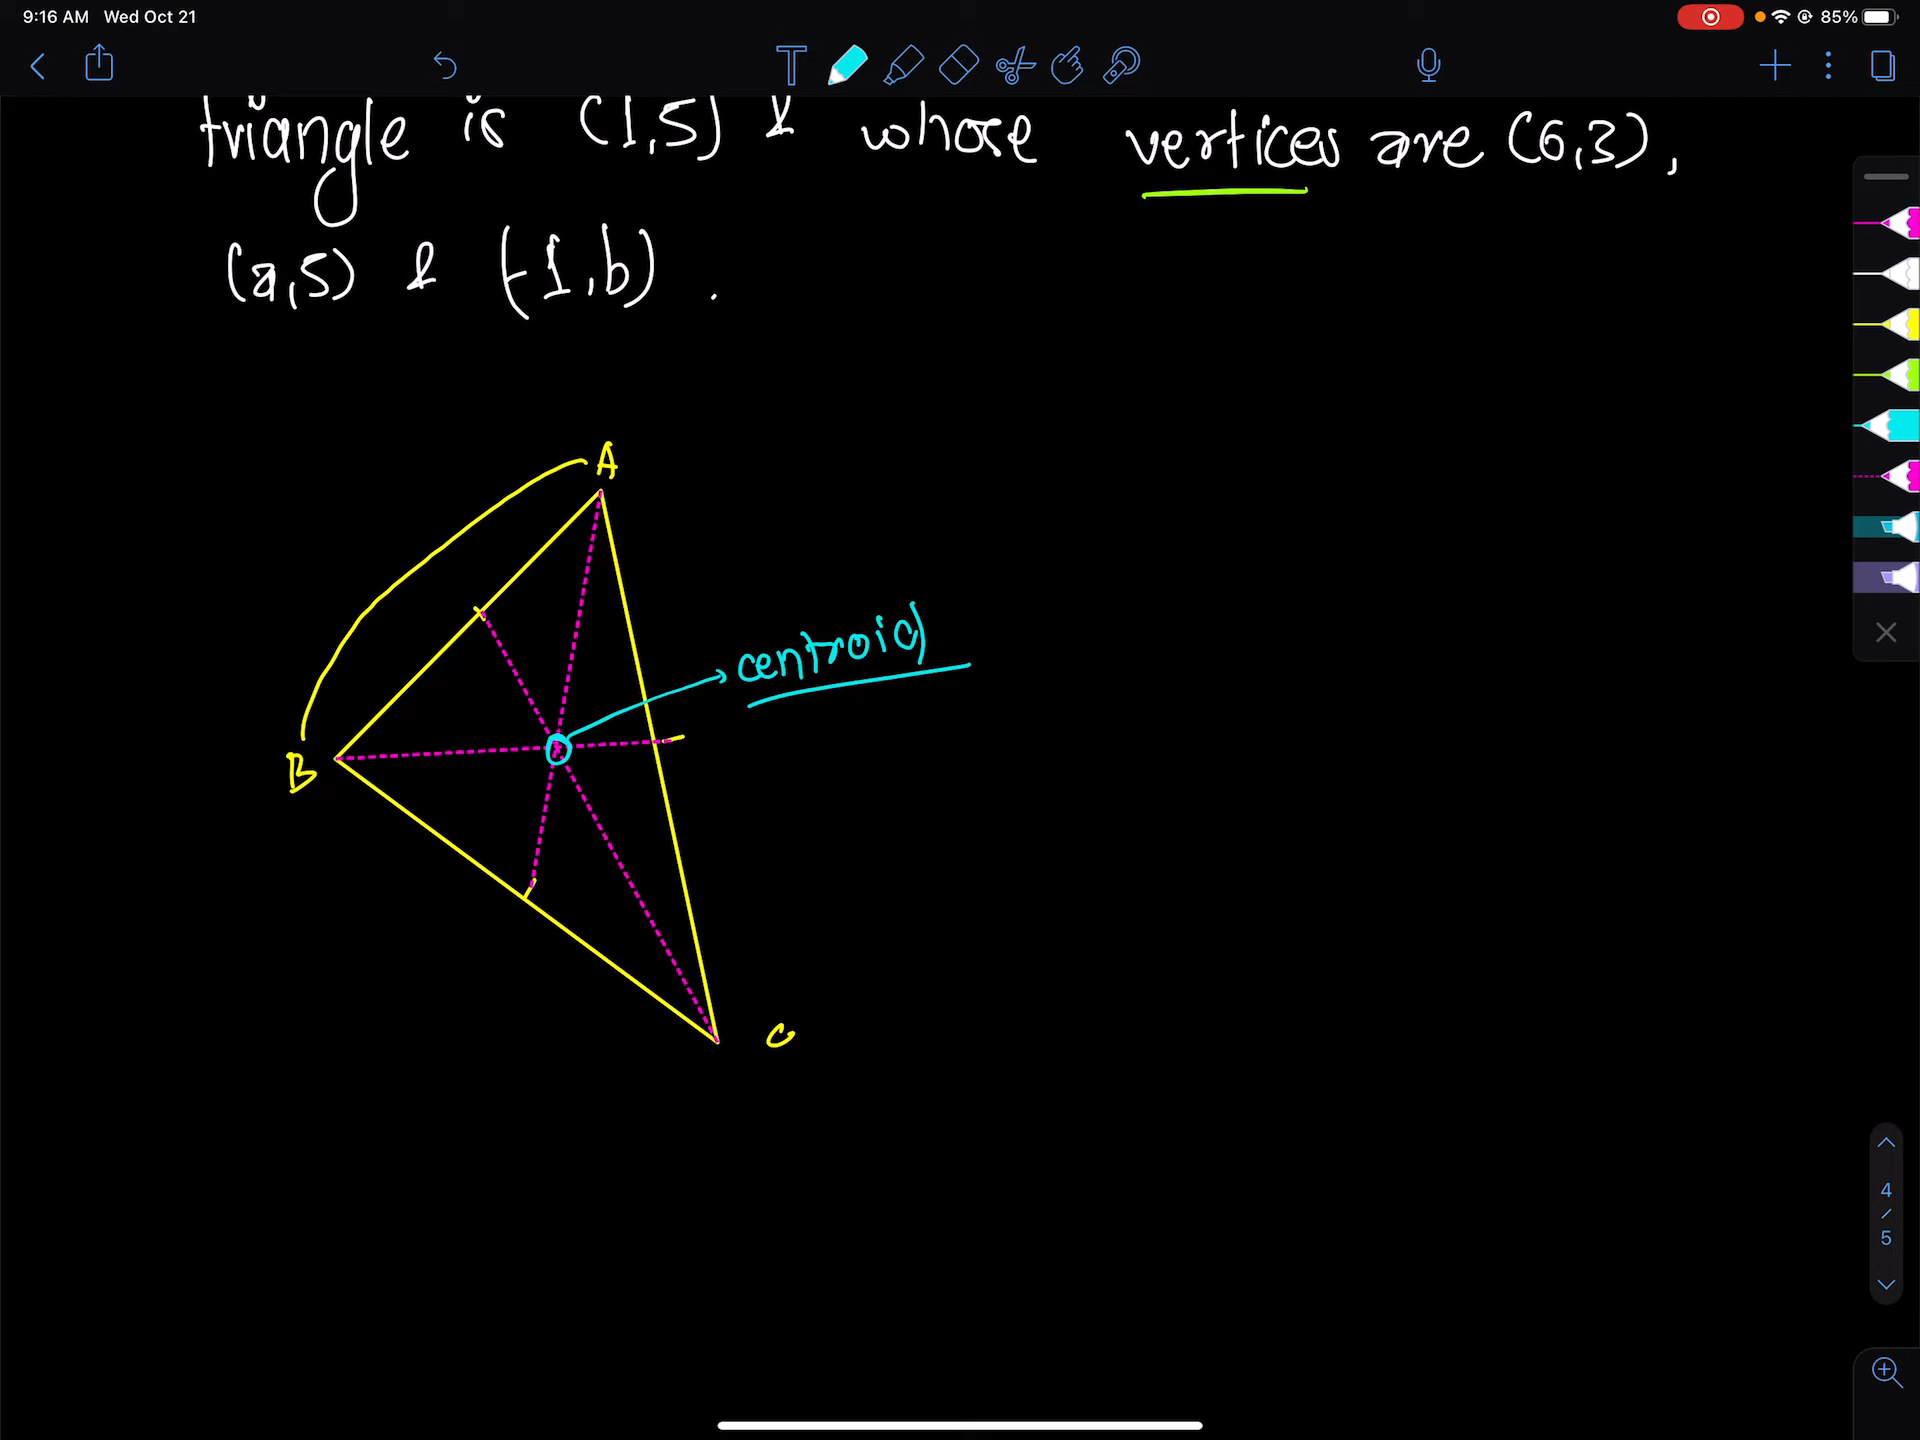 9:16 AM Wed Oct 21
85%
T
triangle is (1,5) & whose vertices are (6,3),
(a,5) & (-1,b) .
A
centroid
B
C
4
/
5